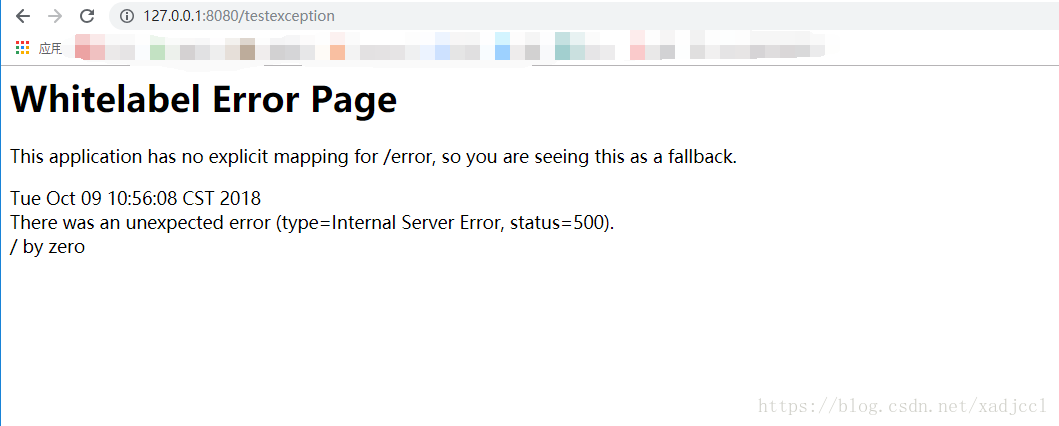 127.0.0.1:8080/testexception
应用
Whitelabel Error Page
This application has no explicit mapping for /error, so you are seeing this as a fallback.
Tue Oct 09 10:56:08 CST 2018
There was an unexpected error (type=Internal Server Error, status=500).
/ by zero
https://blog.csdn.net/xadjccl